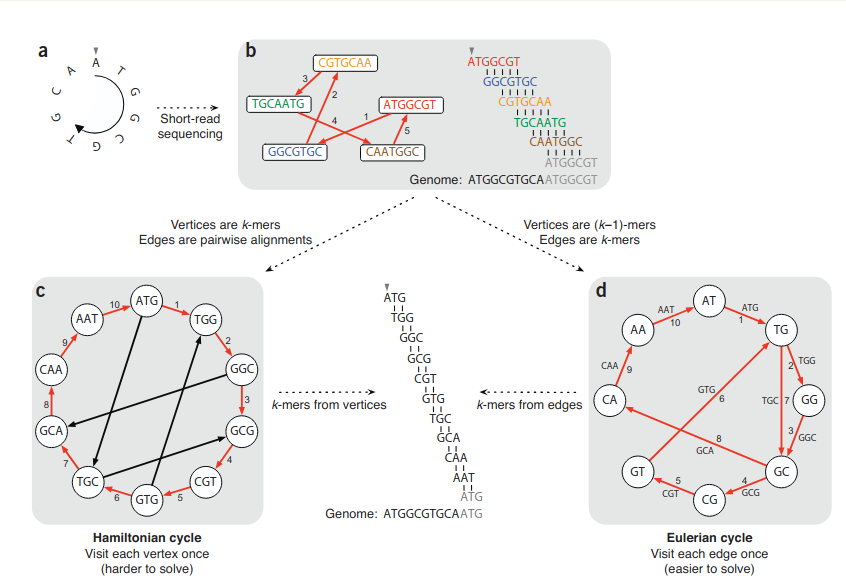 a
A
T
G
G
C
G
T
G
C
A
Short-read
sequencing
b
CGTGCAA
TGCAATG
ATGGCGT
GGCGTGC
CAATGGC
3
2
4
1
5
ATGGCGT
GGCGTGC
CGTGCAA
TGCAATG
CAATGGC
ATGGCGT
Genome: ATGGCGTGCAATGGCGT
Vertices are k-mers
Edges are pairwise alignments
Vertices are (k–1)-mers
Edges are k-mers
c
ATG
TGG
GGC
GCG
CGT
GTG
TGC
GCA
CAA
AAT
1
2
3
4
5
6
7
8
9
10
Hamiltonian cycle
Visit each vertex once
(harder to solve)
k-mers from vertices
ATG
TGG
GGC
GCG
CGT
GTG
TGC
GCA
CAA
AAT
ATG
Genome: ATGGCGTGCAATG
k-mers from edges
d
AT
TG
GG
GC
CG
GT
CA
AA
ATG
1
TGG
2
GGC
3
GCG
4
CGT
5
GTG
6
TGC 7
8
GCA
CAA
9
AAT
10
Eulerian cycle
Visit each edge once
(easier to solve)